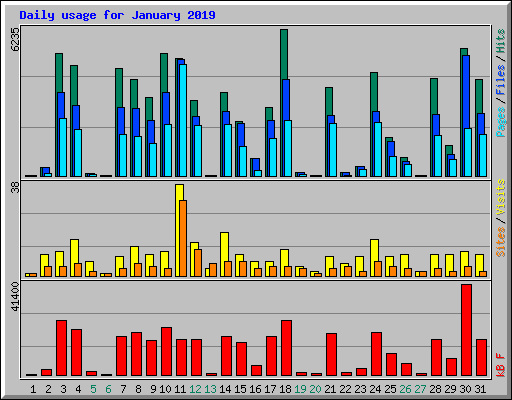 Daily usage for January 2019
6235
Pages / Files / Hits
38
Sites / Visits
41400
kB F
1 2 3 4 5 6 7 8 9 10 11 12 13 14 15 16 17 18 19 20 21 22 23 24 25 26 27 28 29 30 31